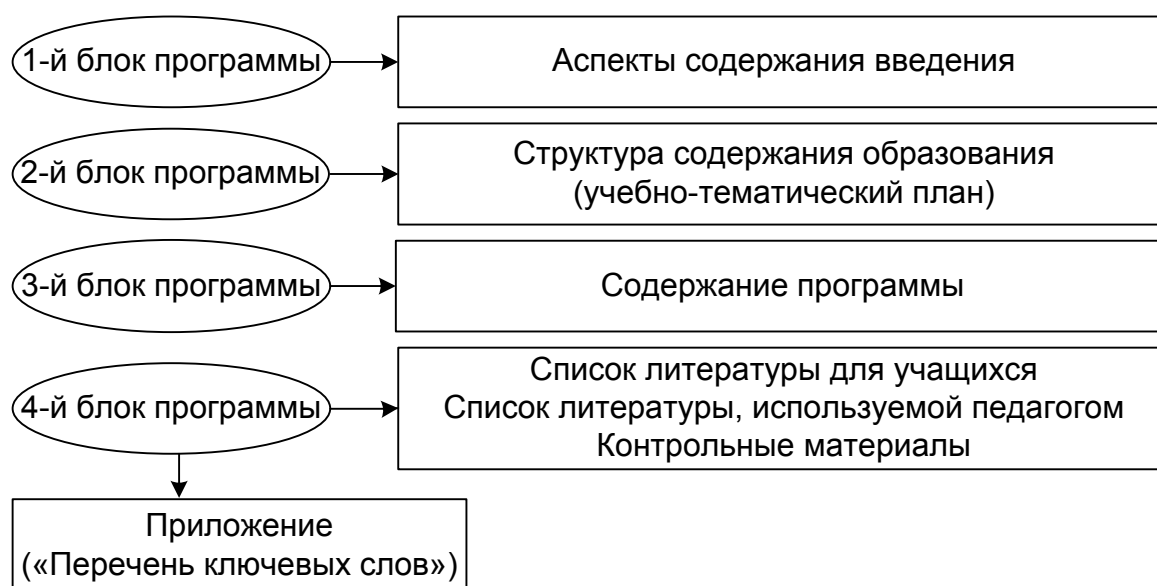 1-й блок программы
Аспекты содержания введения
2-й блок программы
Структура содержания образования
(учебно-тематический план)
3-й блок программы
Содержание программы
4-й блок программы
Список литературы для учащихся
Список литературы, используемой педагогом
Контрольные материалы
Приложение
(«Перечень ключевых слов»)